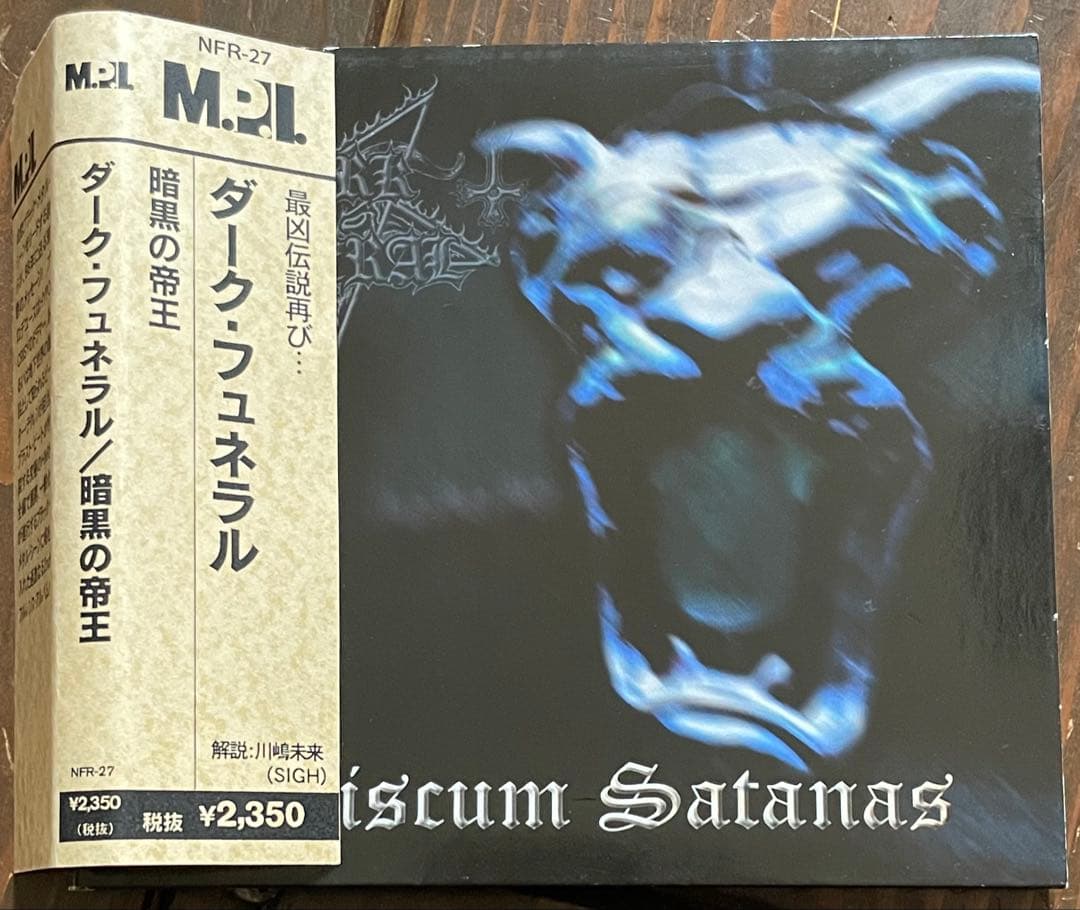 NFR-27
M.P.I.
最凶伝説再び…
ダーク・フュネラル
暗黒の帝王
解説:川嶋未来
(SIGH)
税抜 ¥2,350
M.P.I.
ダーク・フュネラル/暗黒の帝王
NFR-27
¥2,350
(税抜)
M.P.I.
iscum Satanas